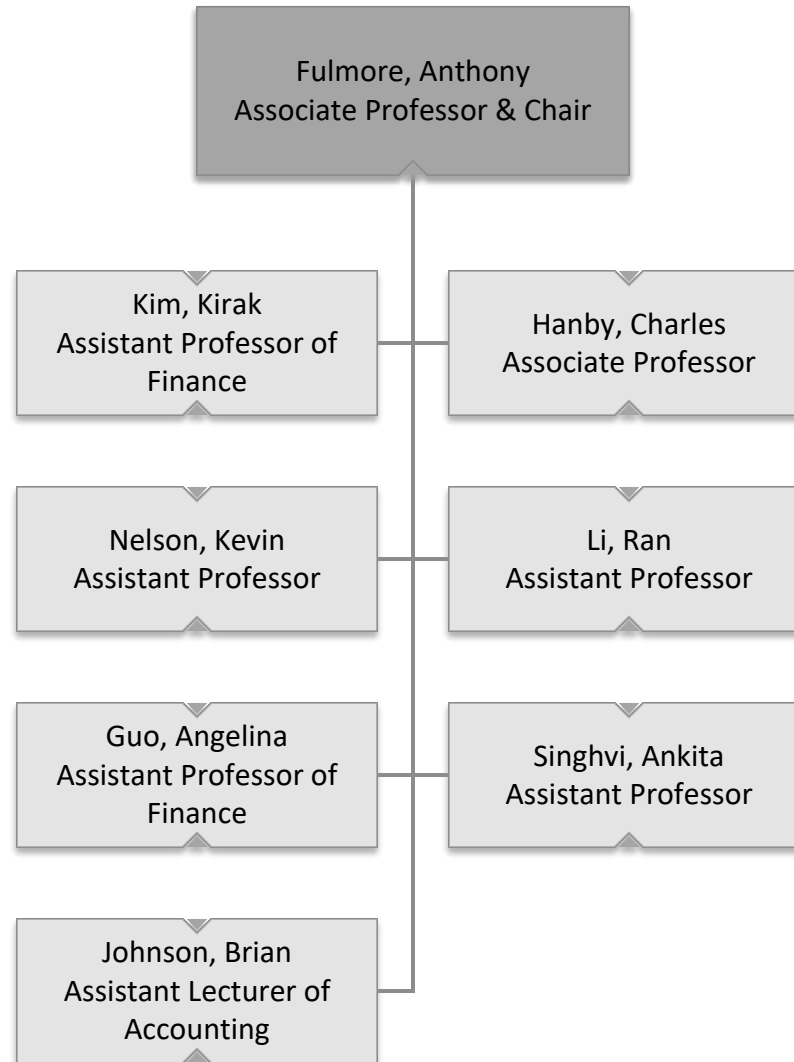 Fulmore, Anthony
Associate Professor & Chair
Kim, Kirak
Assistant Professor of
Finance
Hanby, Charles
Associate Professor
Nelson, Kevin
Assistant Professor
Li, Ran
Assistant Professor
Guo, Angelina
Assistant Professor of
Finance
Singhvi, Ankita
Assistant Professor
Johnson, Brian
Assistant Lecturer of
Accounting